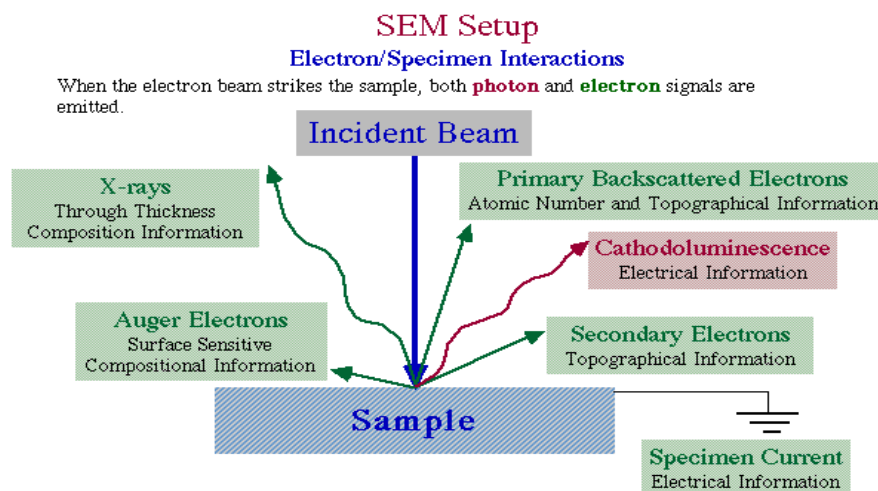 SEM Setup
Electron/Specimen Interactions
When the electron beam strikes the sample, both photon and electron signals are
emitted.
Incident Beam
X-rays
Through Thickness
Composition Information
Primary Backscattered Electrons
Atomic Number and Topographical Information
Cathodoluminescence
Electrical Information
Auger Electrons
Surface Sensitive
Compositional Information
Secondary Electrons
Topographical Information
Sample
Specimen Current
Electrical Information